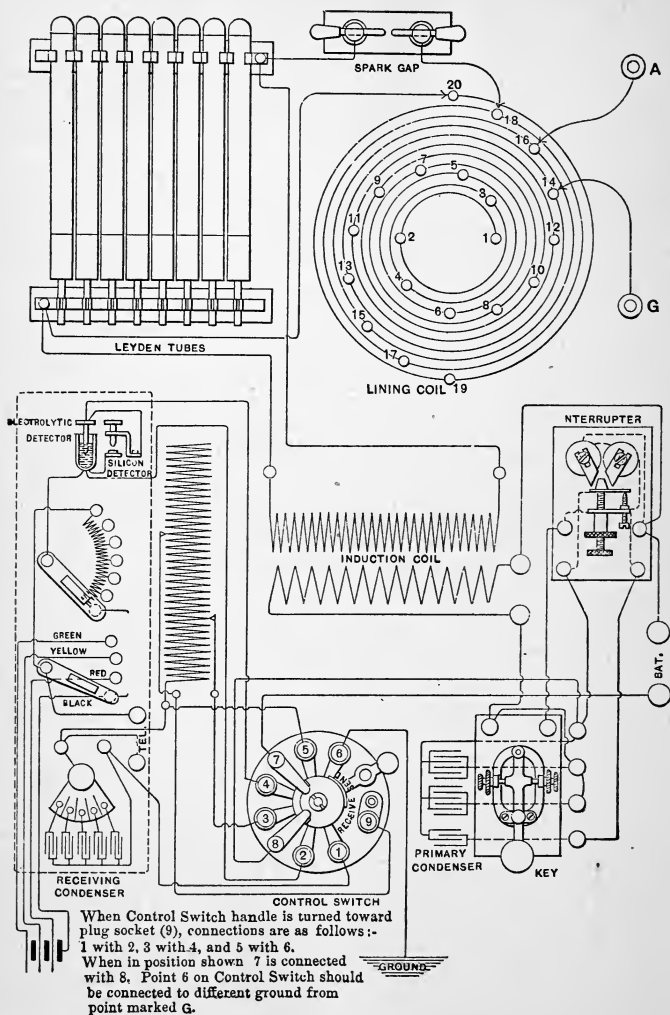 SPARK GAP
A
20
18
16
7
5
14
9
3
11
2
1
12
13
4
10
G
6
8
15
17
LEYDEN TUBES
LINING COIL 19
ELECTROLYTIC
DETECTOR
SILICON
DETECTOR
NTERRUPTER
INDUCTION COIL
GREEN
YELLOW
RED
BLACK
BAT.
TEL.
5
6
7
SEND
4
3
RECEIVE
9
8
2
1
RECEIVING
CONDENSER
CONTROL SWITCH
PRIMARY
CONDENSER
KEY
When Control Switch handle is turned toward
plug socket (9), connections are as follows:-
1 with 2, 3 with 4, and 5 with 6.
When in position shown 7 is connected
with 8. Point 6 on Control Switch should
be connected to different ground from
point marked G.
GROUND